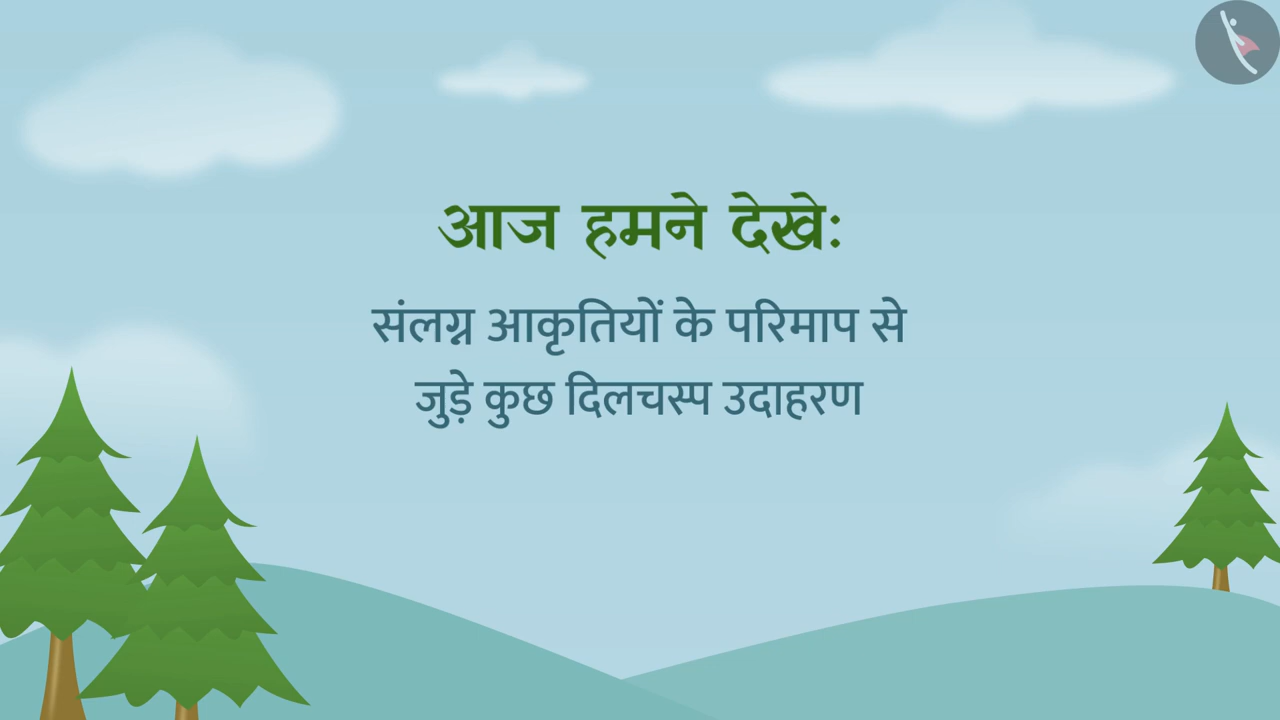 आज हमने देखे:
संलग्न आकृतियों के परिमाप से
जुड़े कुछ दिलचस्प उदाहरण